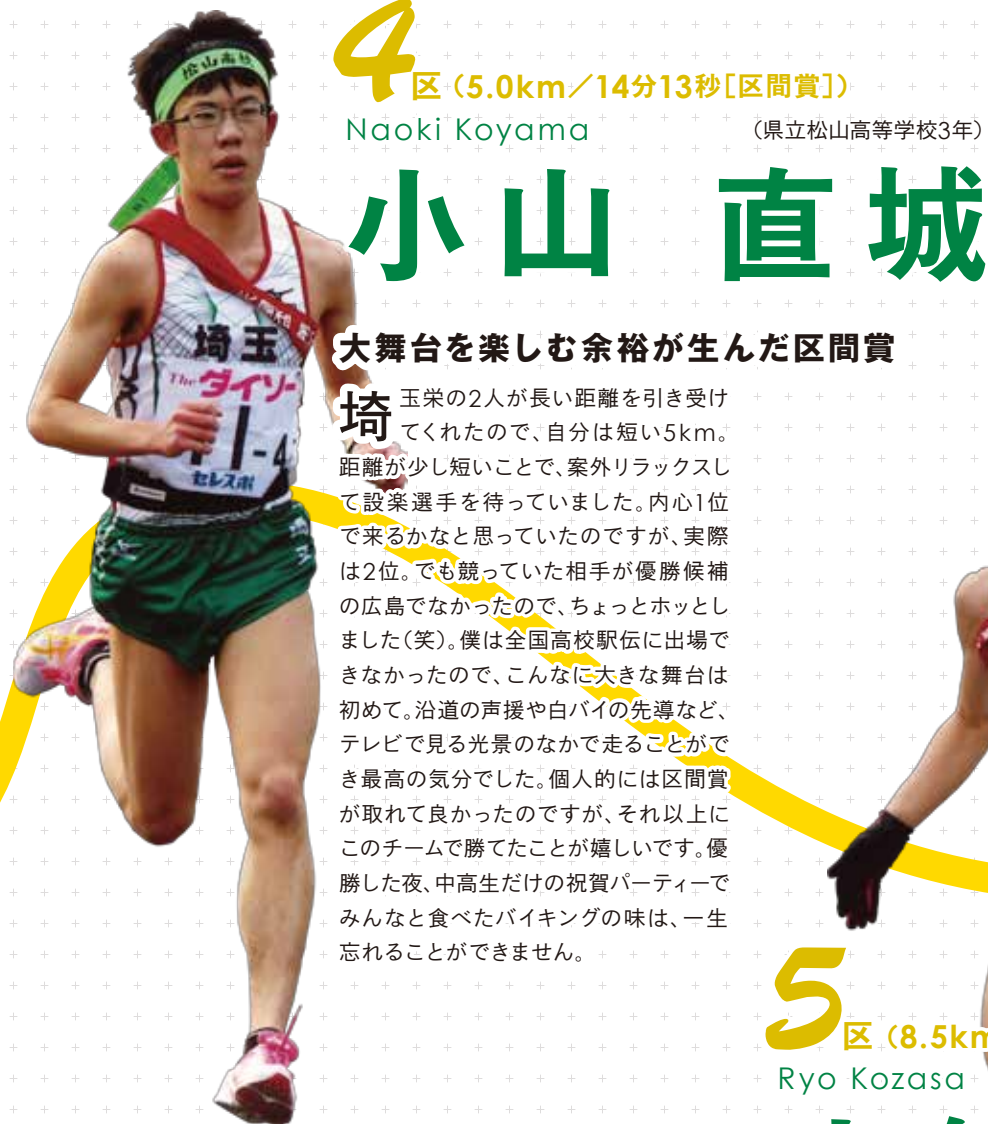 4区（5.0km／14分13秒［区間賞］）
Naoki Koyama
（県立松山高等学校3年）
小山 直城
大舞台を楽しむ余裕が生んだ区間賞
埼玉栄の2人が長い距離を引き受け
てくれたので、自分は短い5km。
距離が少し短いことで、案外リラックスし
て設楽選手を待っていました。内心1位
で来るかなと思っていたのですが、実際
は2位。でも競っていた相手が優勝候補
の広島でなかったので、ちょっとホッとし
ました（笑）。僕は全国高校駅伝に出場で
きなかったので、こんなに大きな舞台は
初めて。沿道の声援や白バイの先導など、
テレビで見る光景のなかで走ることがで
き最高の気分でした。個人的には区間賞
が取れて良かったのですが、それ以上に
このチームで勝てたことが嬉しいです。優
勝した夜、中高生だけの祝賀パーティーで
みんなと食べたバイキングの味は、一生
忘れることができません。
松山高校
埼玉
The ダイソー
11-4
セレスポ
5区（8.5km
Ryo Kozasa